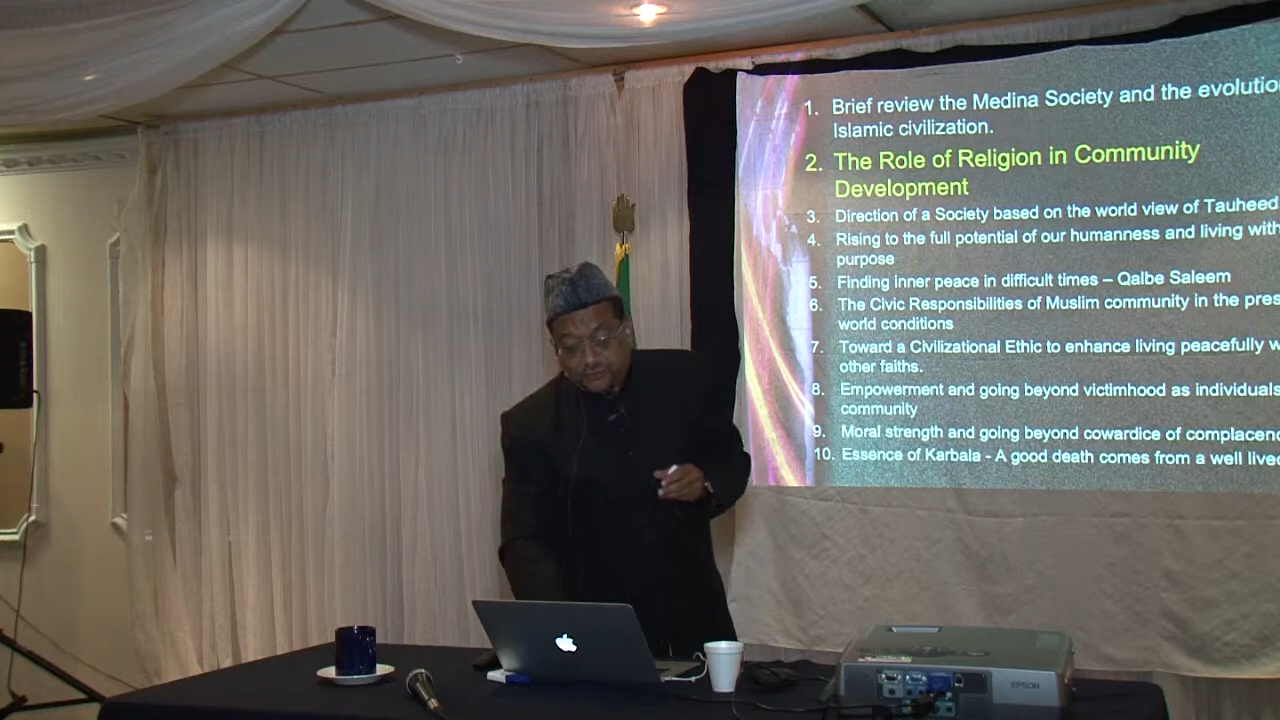 1. Brief review the Medina Society and the
Islamic civilization.
2. The Role of Religion in Community
Development
3. Direction of a Society based on the world view of Tauheed
4. Rising to the full potential of our humanness and living with
purpose
5. Finding inner peace in difficult times – Qalbe Saleem
6. The Civic Responsibilities of Muslim community in the
world conditions
7. Toward a Civilizational Ethic to enhance living peacefully
other faiths.
8. Empowerment and going beyond victimhood as individuals
community
9. Moral strength and going beyond cowardice of
10. Essence of Karbala - A good death comes from a well
EPSON